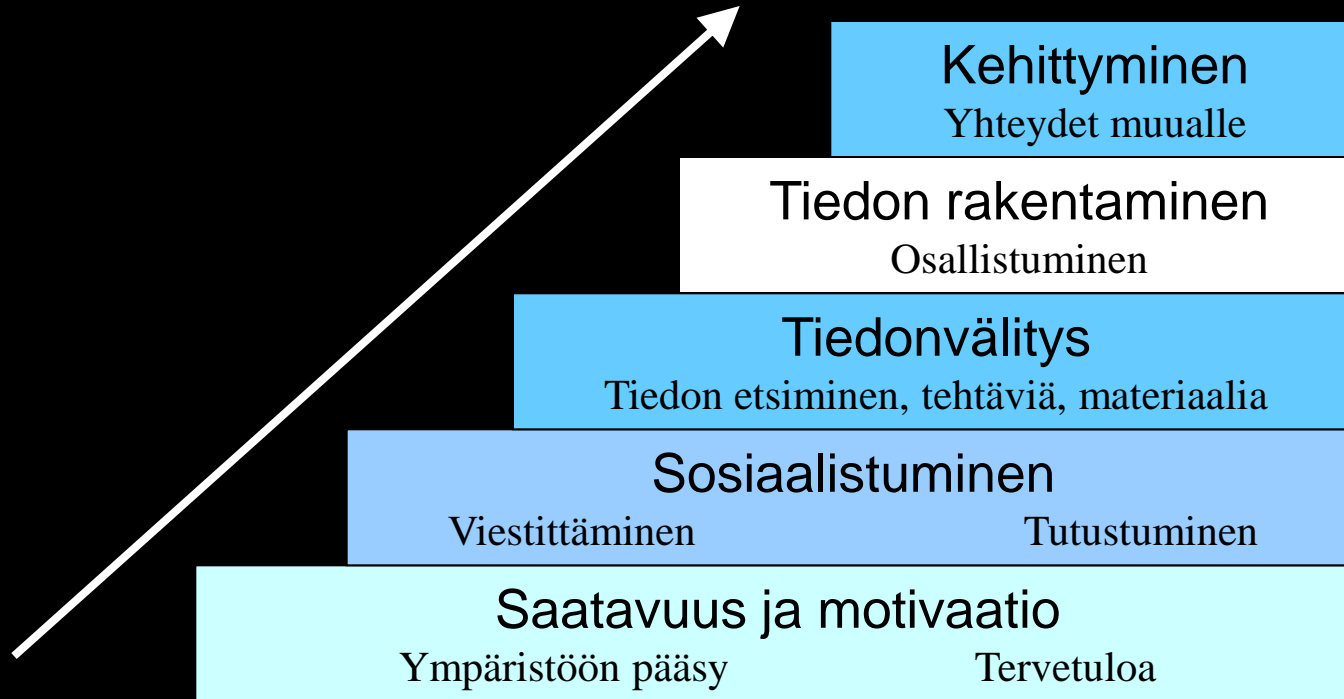 Kehittyminen
Yhteydet muualle
Tiedon rakentaminen
Osallistuminen
Tiedonvälitys
Tiedon etsiminen, tehtäviä, materiaalia
Sosiaalistuminen
Viestittäminen Tutustuminen
Saatavuus ja motivaatio
Ympäristöön pääsy Tervetuloa